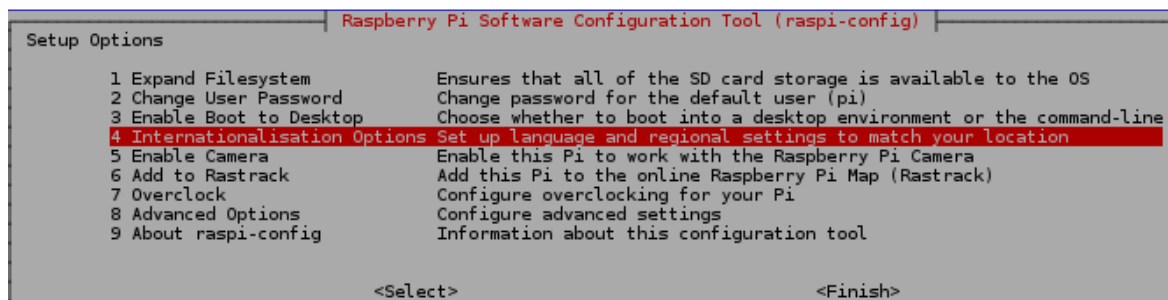 Raspberry Pi Software Configuration Tool (raspi-config)
Setup Options
1 Expand Filesystem Ensures that all of the SD card storage is available to the OS
2 Change User Password Change password for the default user (pi)
3 Enable Boot to Desktop Choose whether to boot into a desktop environment or the command-line
4 Internationalisation Options Set up language and regional settings to match your location
5 Enable Camera Enable this Pi to work with the Raspberry Pi Camera
6 Add to Rastrack Add this Pi to the online Raspberry Pi Map (Rastrack)
7 Overclock Configure overclocking for your Pi
8 Advanced Options Configure advanced settings
9 About raspi-config Information about this configuration tool
<Select> <Finish>